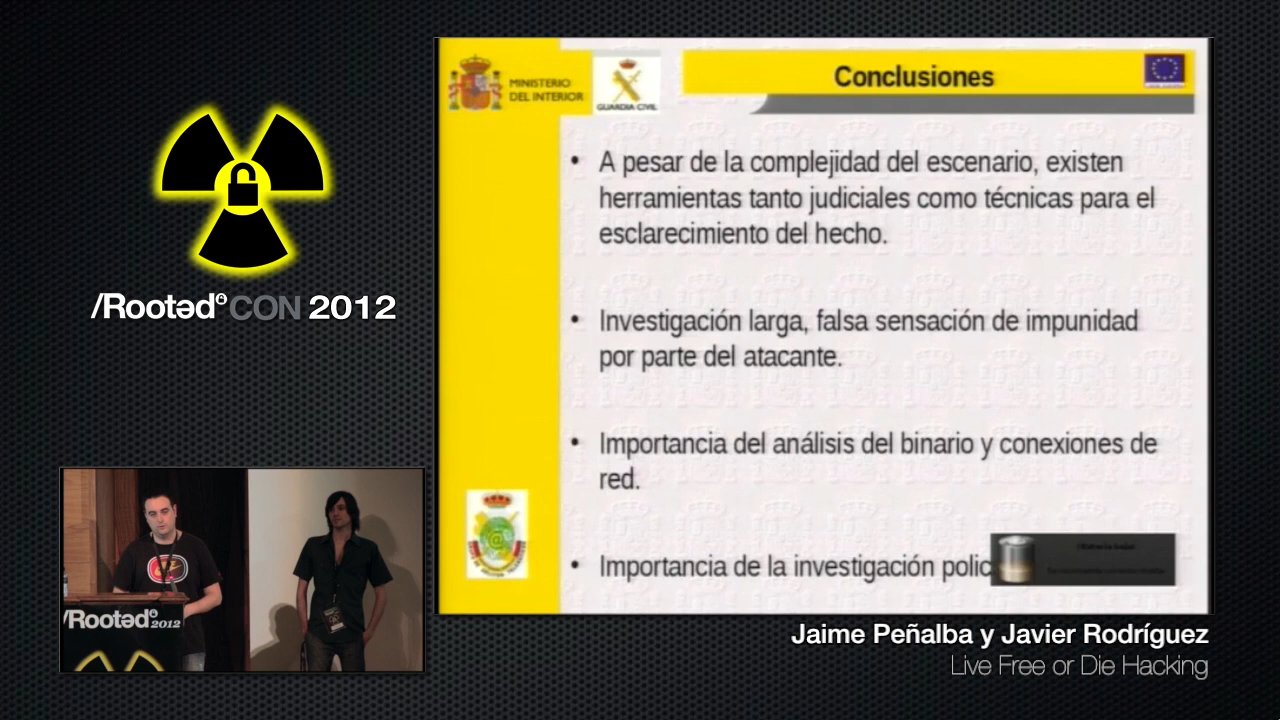 MINISTERIO
DEL INTERIOR
GUARDIA CIVIL
Conclusiones
• A pesar de la complejidad del escenario, existen
herramientas tanto judiciales como técnicas para el
esclarecimiento del hecho.
• Investigación larga, falsa sensación de impunidad
por parte del atacante.
• Importancia del análisis del binario y conexiones de
red.
• Importancia de la investigación polic
/Rootəd CON 2012
/Rootəd
2012
Jaime Peñalba y Javier Rodríguez
Live Free or Die Hacking